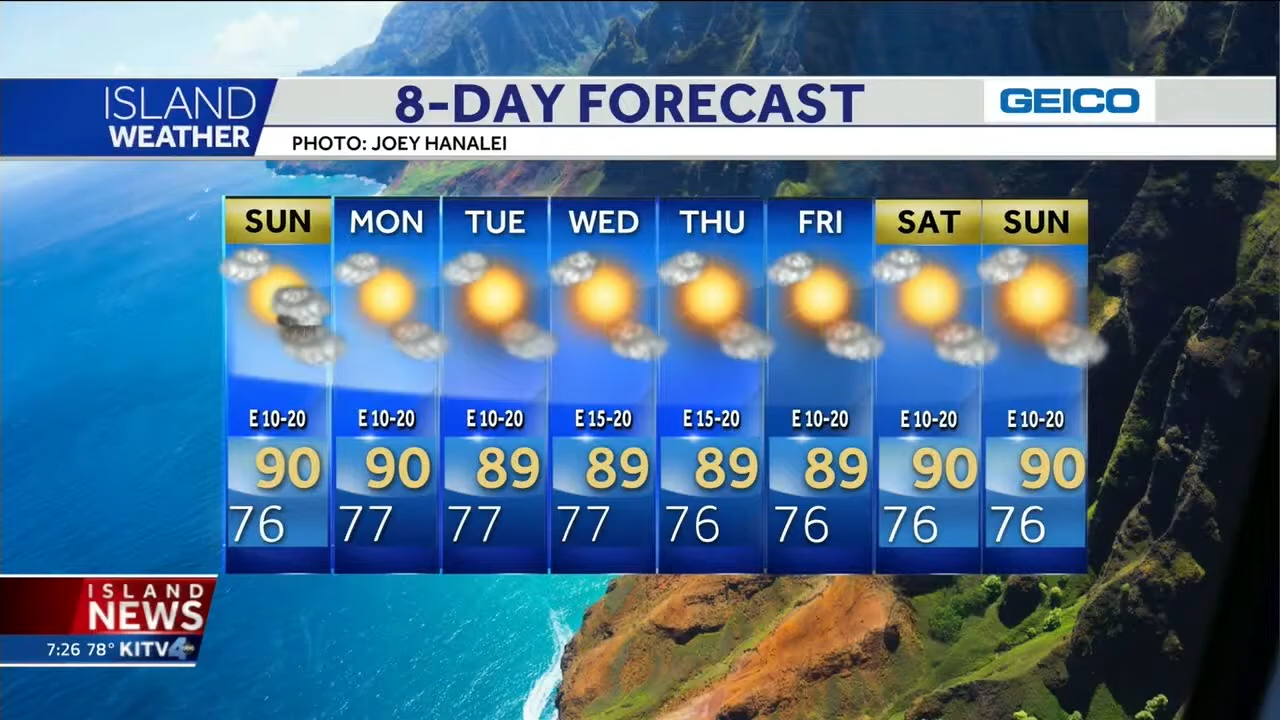 ISLAND
WEATHER
8-DAY FORECAST
GEICO
PHOTO: JOEY HANALEI
SUN MON TUE WED THU FRI SAT SUN
E 10-20 E 10-20 E 10-20 E 15-20 E 15-20 E 10-20 E 10-20 E 10-20
90 90 89 89 89 89 90 90
76 77 77 77 76 76 76 76
ISLAND
NEWS
7:26 78° KITV4 abc